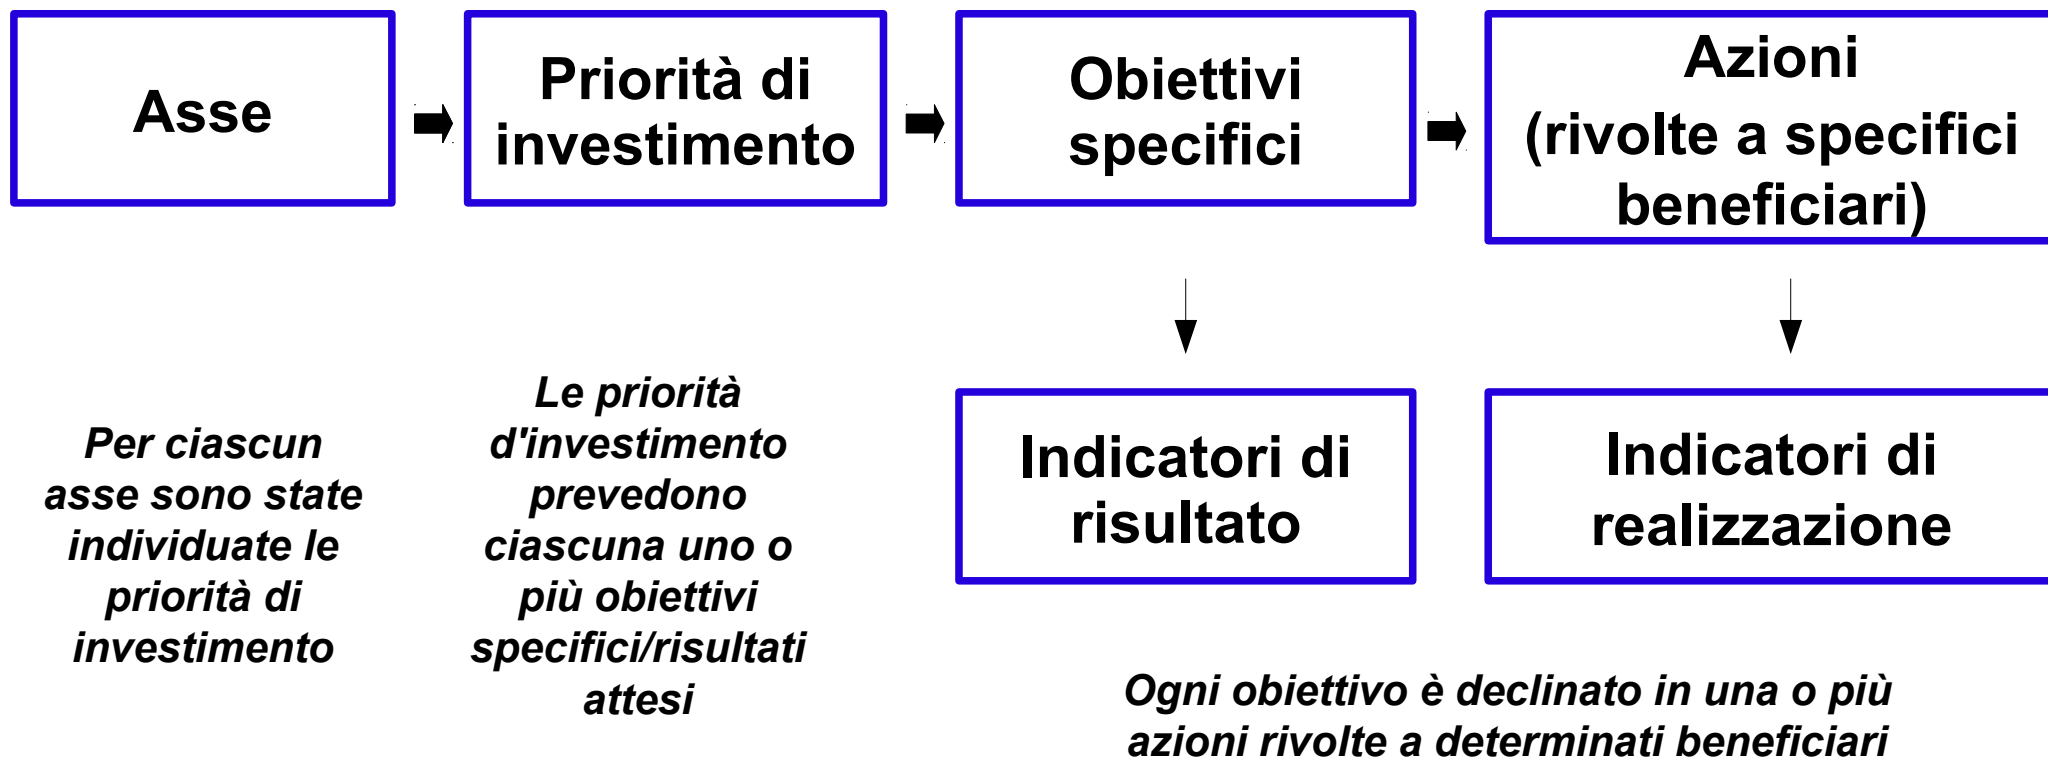 Asse
Priorità di
investimento
Obiettivi
specifici
Azioni
(rivolte a specifici
beneficiari)
Per ciascun
asse sono state
individuate le
priorità di
investimento
Le priorità
d'investimento
prevedono
ciascuna uno o
più obiettivi
specifici/risultati
attesi
Indicatori di
risultato
Indicatori di
realizzazione
Ogni obiettivo è declinato in una o più
azioni rivolte a determinati beneficiari